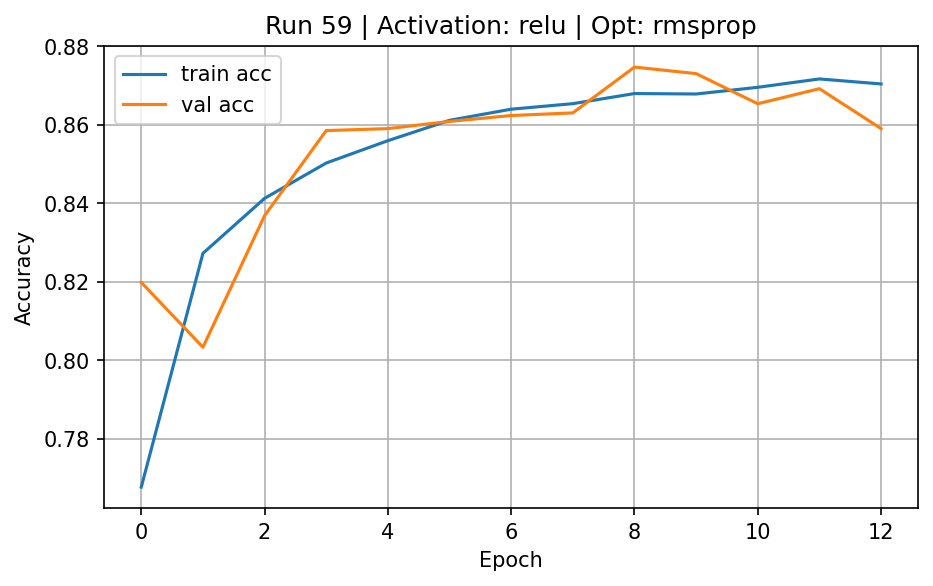 Run 59 | Activation: relu | Opt: rmsprop
train acc
val acc
0.88
0.86
0.84
0.82
0.80
0.78
Accuracy
0 2 4 6 8 10 12
Epoch